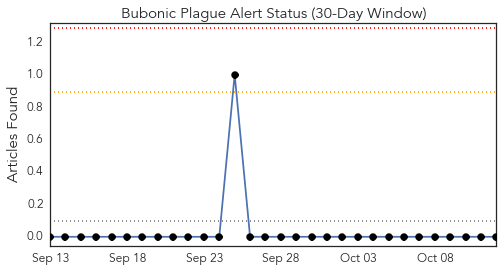 Bubonic Plague Alert Status (30-Day Window)
Articles Found
1.2
1.0
0.8
0.6
0.4
0.2
0.0
Sep 13 Sep 18 Sep 23 Sep 28 Oct 03 Oct 08